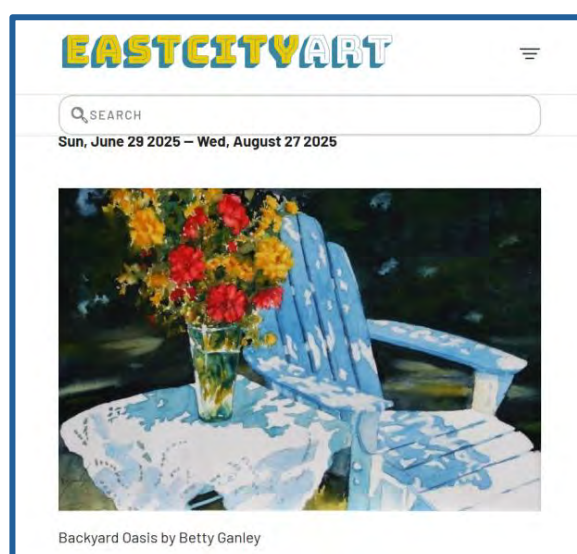 EASTCITYART
SEARCH
Sun, June 29 2025 — Wed, August 27 2025
Backyard Oasis by Betty Ganley